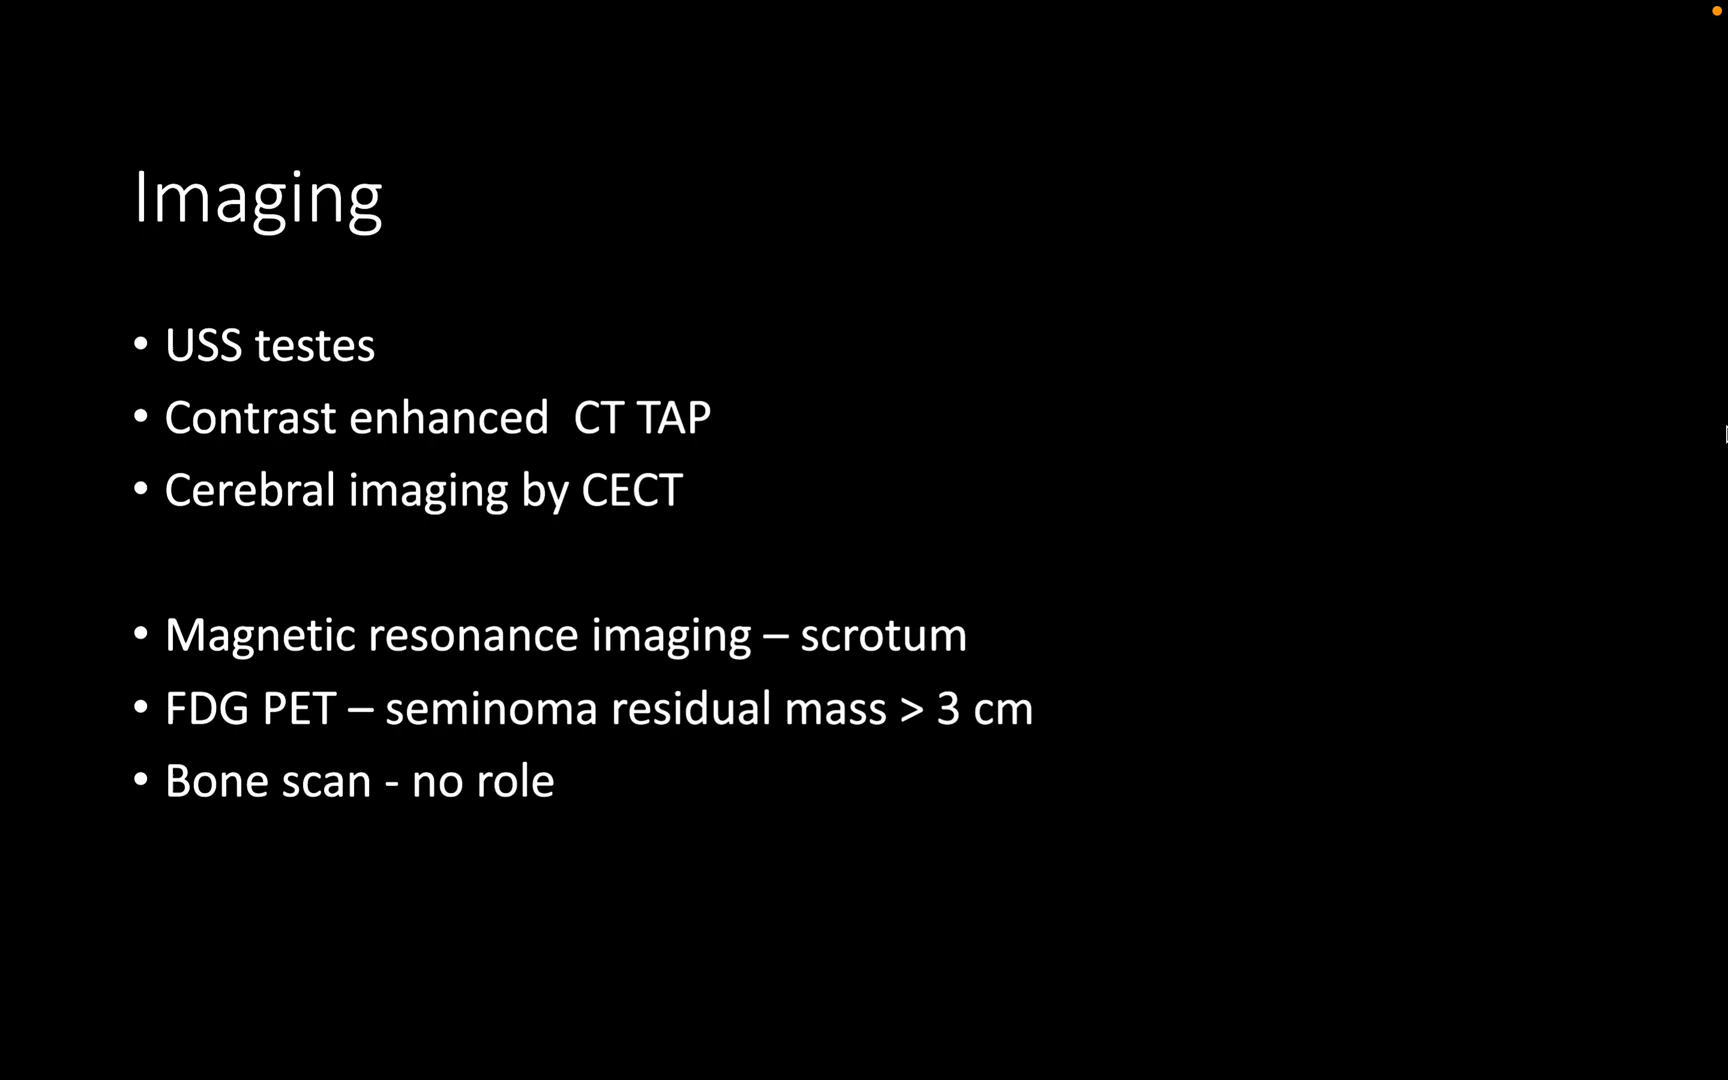 Imaging
• USS testes
• Contrast enhanced  CT TAP
• Cerebral imaging by CECT
• Magnetic resonance imaging – scrotum
• FDG PET – seminoma residual mass > 3 cm
• Bone scan - no role